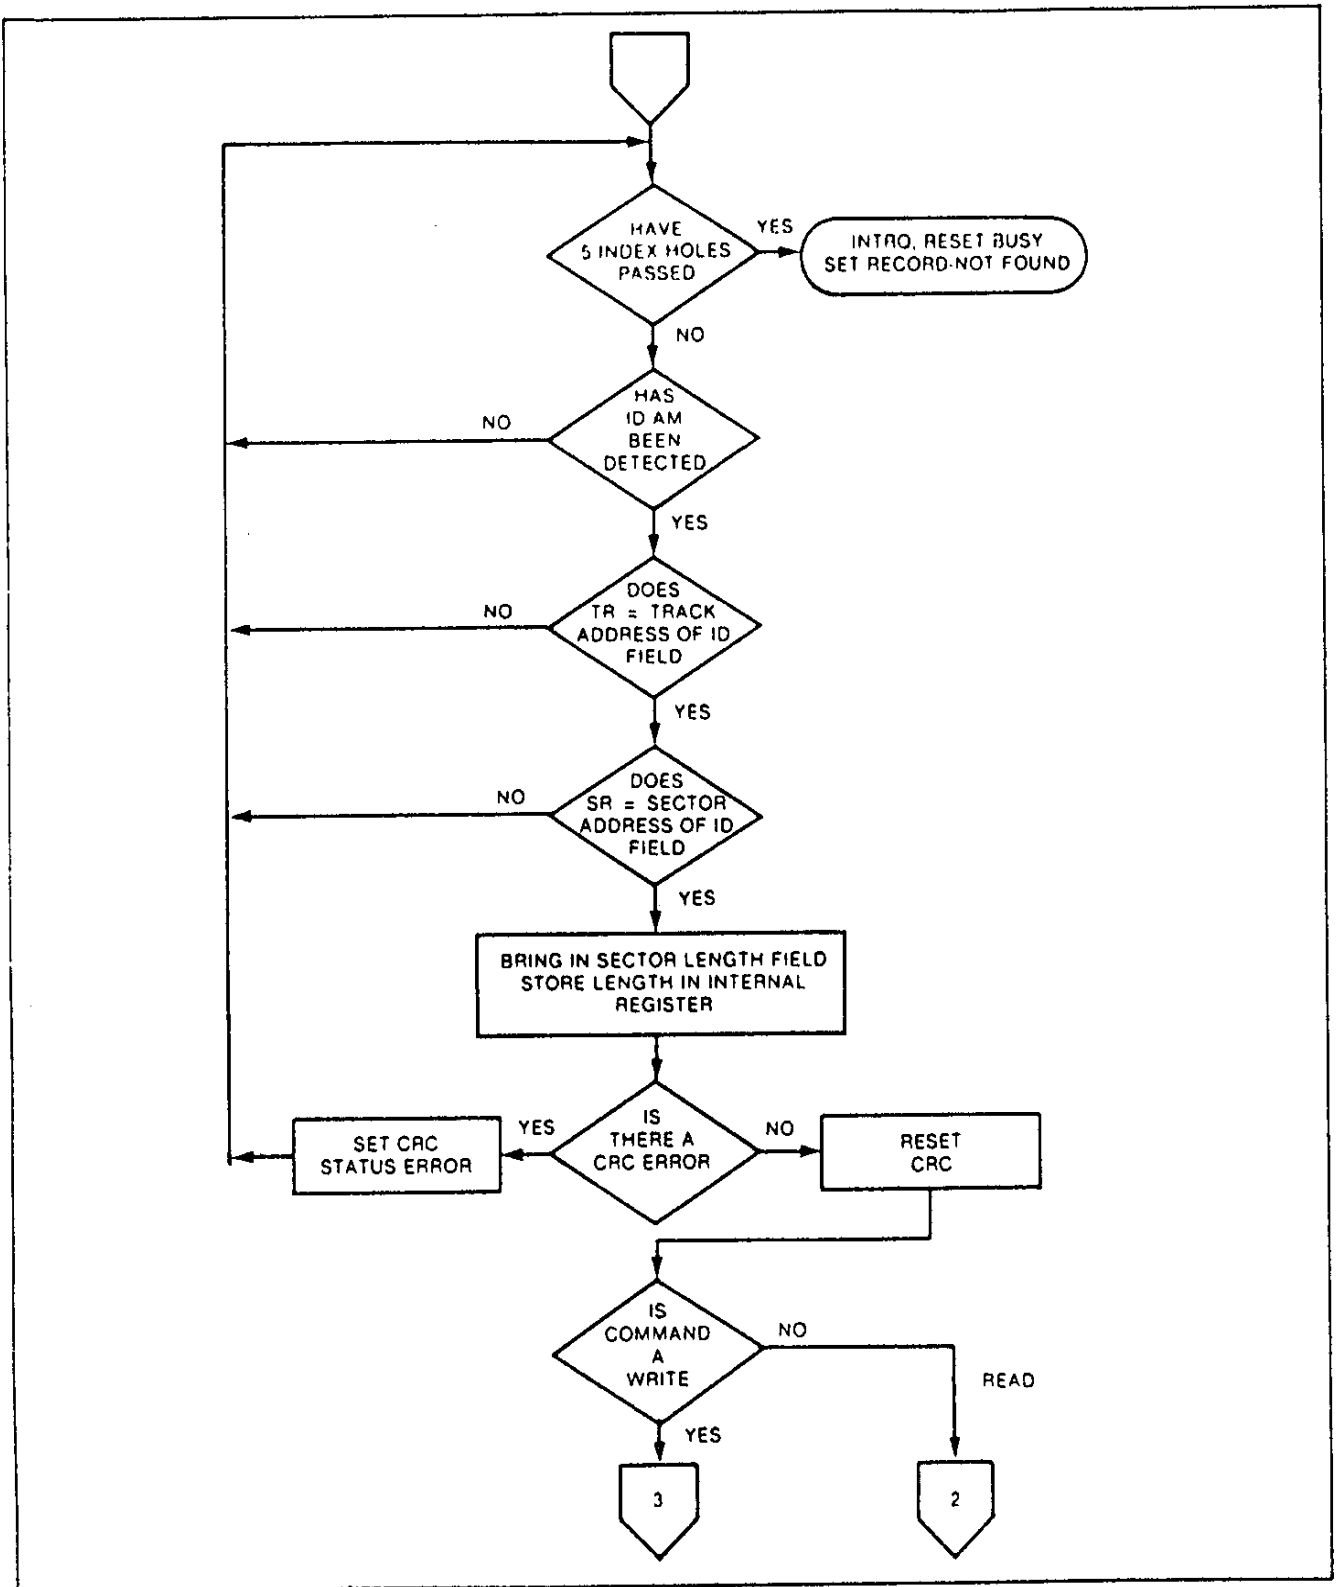 HAVE
5 INDEX HOLES
PASSED
YES
INTRQ, RESET BUSY
SET RECORD-NOT FOUND
NO
HAS
ID AM
BEEN
DETECTED
NO
YES
DOES
TR = TRACK
ADDRESS OF ID
FIELD
NO
YES
DOES
SR = SECTOR
ADDRESS OF ID
FIELD
NO
YES
BRING IN SECTOR LENGTH FIELD
STORE LENGTH IN INTERNAL
REGISTER
SET CRC
STATUS ERROR
YES
IS
THERE A
CRC ERROR
NO
RESET
CRC
IS
COMMAND
A
WRITE
NO
READ
YES
3
2